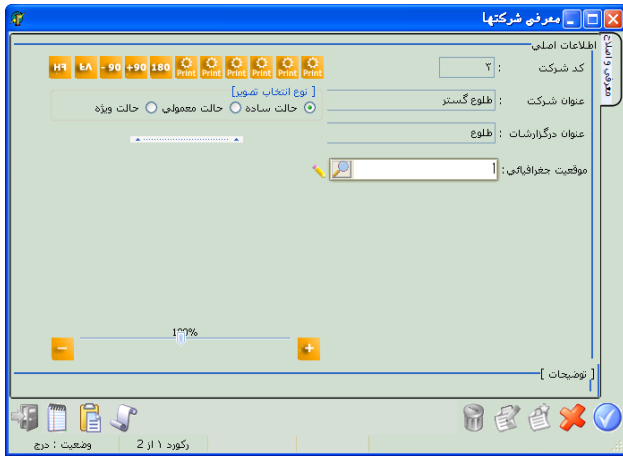 معرفی شرکتها
معرفی و اصلاح
اطلاعات اصلی
کد شرکت : ۳
عنوان شرکت : طلوع گستر
عنوان درگزارشات : طلوع
موقعیت جغرافیائی : أ
180 +90 - 90
Print Print Print Print Print Print
[ نوع انتخاب تصویر]
حالت ساده حالت معمولی حالت ویژه
100%
[ توضیحات ]
رکورد ۱ از 2
وضعیت : درج